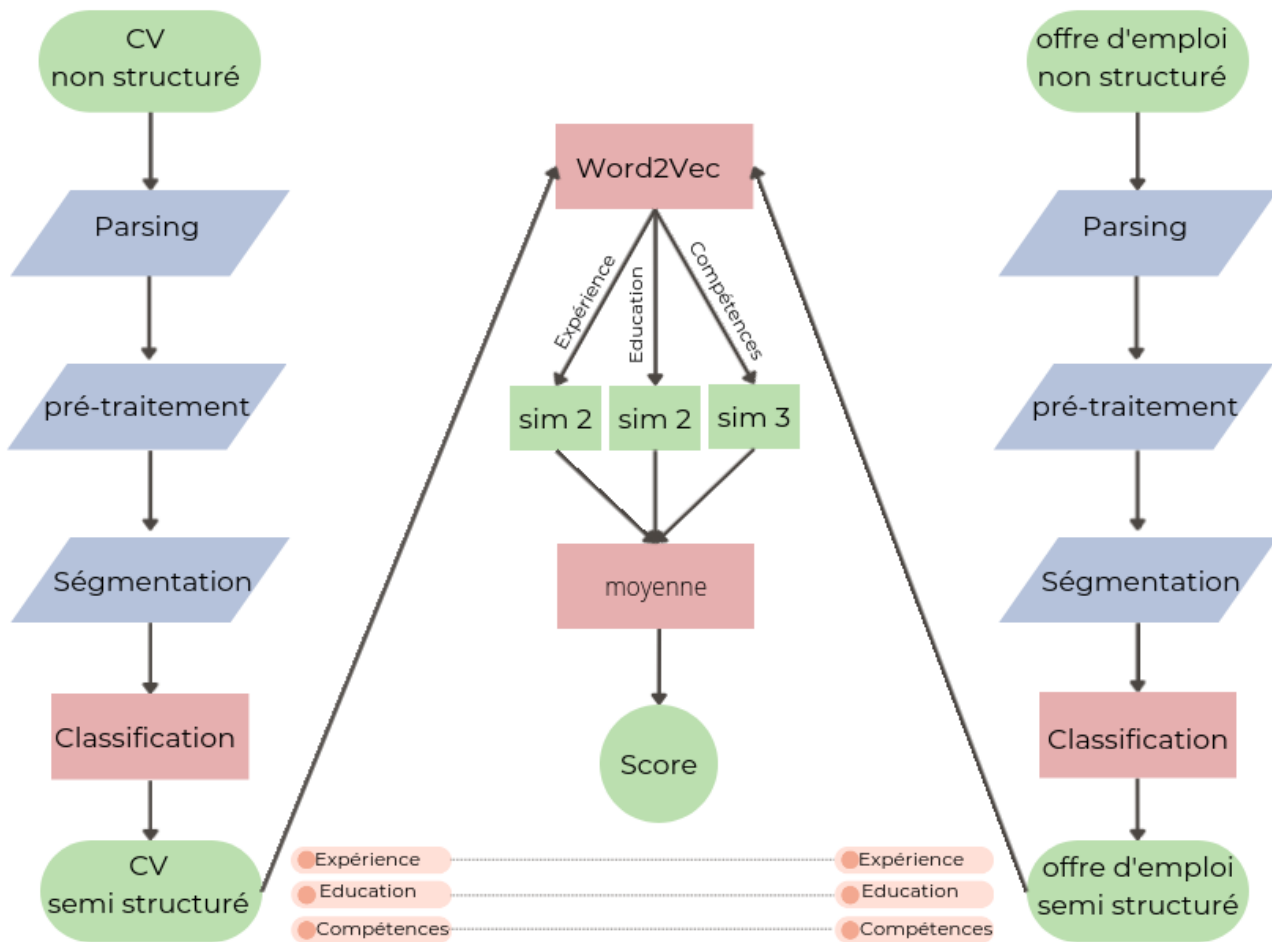 CV
non structuré
Parsing
pré-traitement
Ségmentation
Classification
CV
semi structuré
Word2Vec
Expérience
Education
Compétences
sim 2
sim 2
sim 3
moyenne
Score
Expérience
Education
Compétences
Expérience
Education
Compétences
offre d'emploi
non structuré
Parsing
pré-traitement
Ségmentation
Classification
offre d'emploi
semi structuré